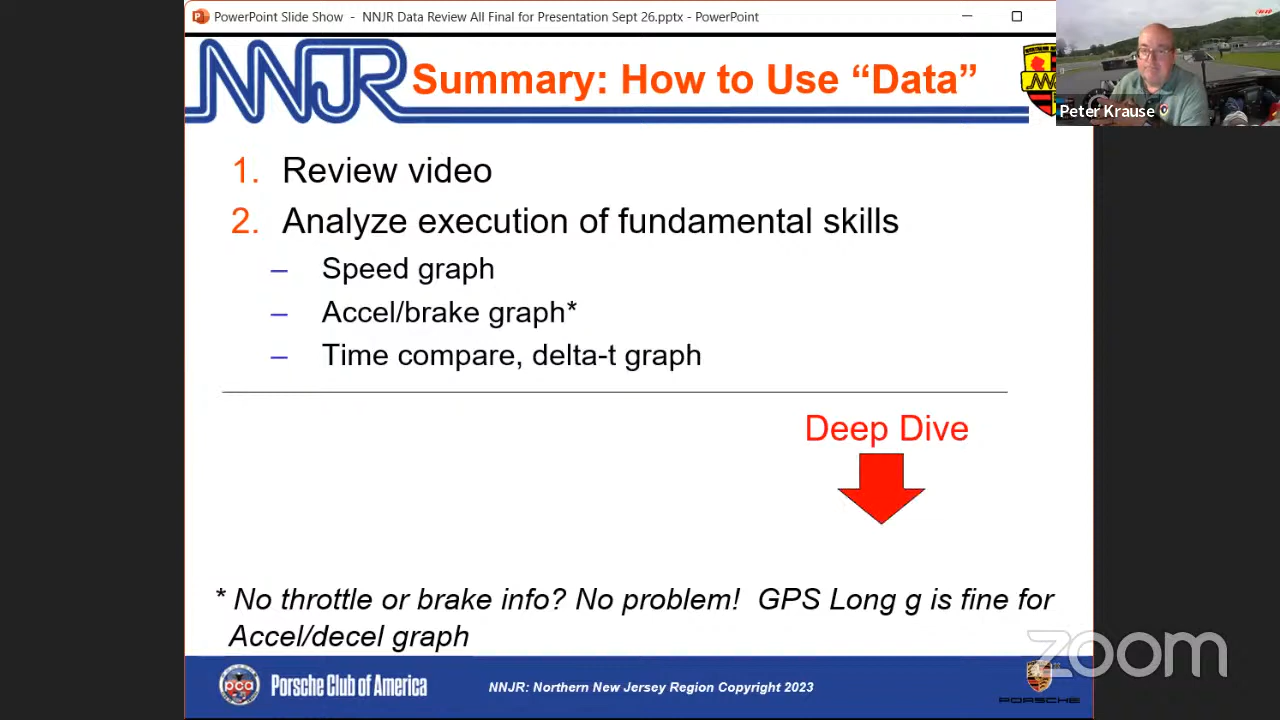 PowerPoint Slide Show - NNJR Data Review All Final for Presentation Sept 26.pptx - PowerPoint
NNJR
Summary: How to Use “Data”
Peter Krause
1. Review video
2. Analyze execution of fundamental skills
– Speed graph
– Accel/brake graph*
– Time compare, delta-t graph
Deep Dive
* No throttle or brake info? No problem! GPS Long g is fine for
Accel/decel graph
zoom
pca
Porsche Club of America
NNJR: Northern New Jersey Region Copyright 2023
PORSCHE